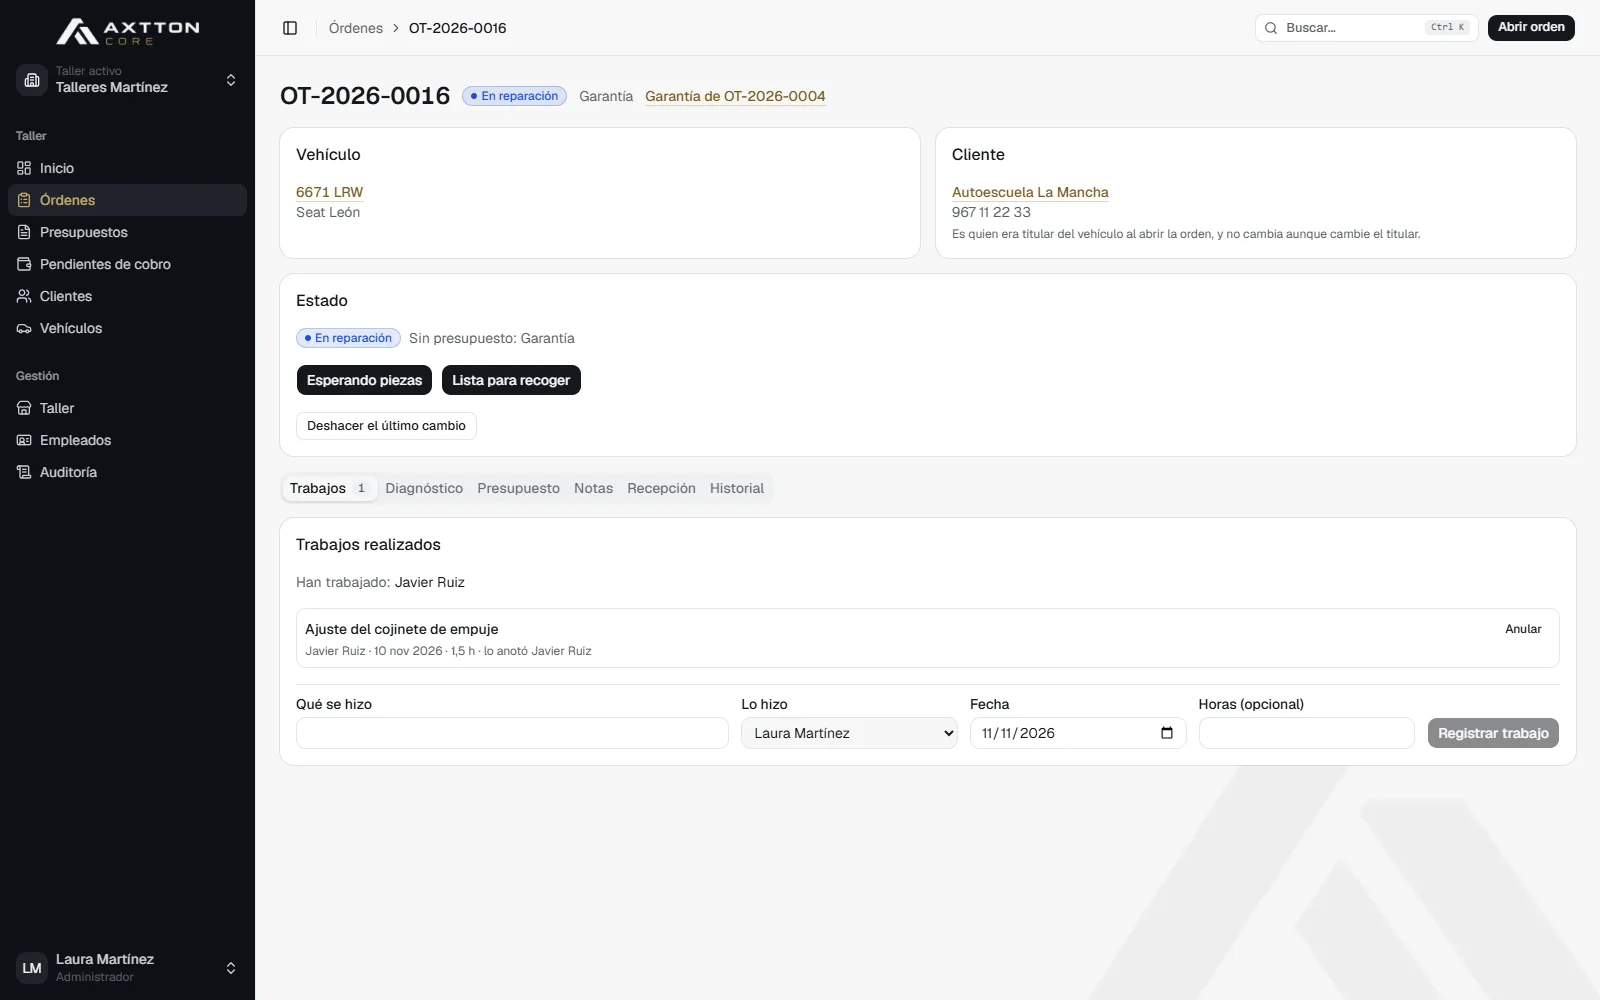 AXTTON
CORE
Taller activo
Talleres Martínez
Taller
Inicio
Órdenes
Presupuestos
Pendientes de cobro
Clientes
Vehículos
Gestión
Taller
Empleados
Auditoría
LM
Laura Martínez
Administrador
Órdenes > OT-2026-0016
Buscar... Ctrl K
Abrir orden
OT-2026-0016 En reparación Garantía Garantía de OT-2026-0004
Vehículo
6671 LRW
Seat León
Cliente
Autoescuela La Mancha
967 11 22 33
Es quien era titular del vehículo al abrir la orden, y no cambia aunque cambie el titular.
Estado
En reparación Sin presupuesto: Garantía
Esperando piezas Lista para recoger
Deshacer el último cambio
Trabajos 1 Diagnóstico Presupuesto Notas Recepción Historial
Trabajos realizados
Han trabajado: Javier Ruiz
Ajuste del cojinete de empuje Anular
Javier Ruiz · 10 nov 2026 · 1,5 h · lo anotó Javier Ruiz
Qué se hizo Lo hizo Fecha Horas (opcional)
Laura Martínez 11/11/2026 Registrar trabajo